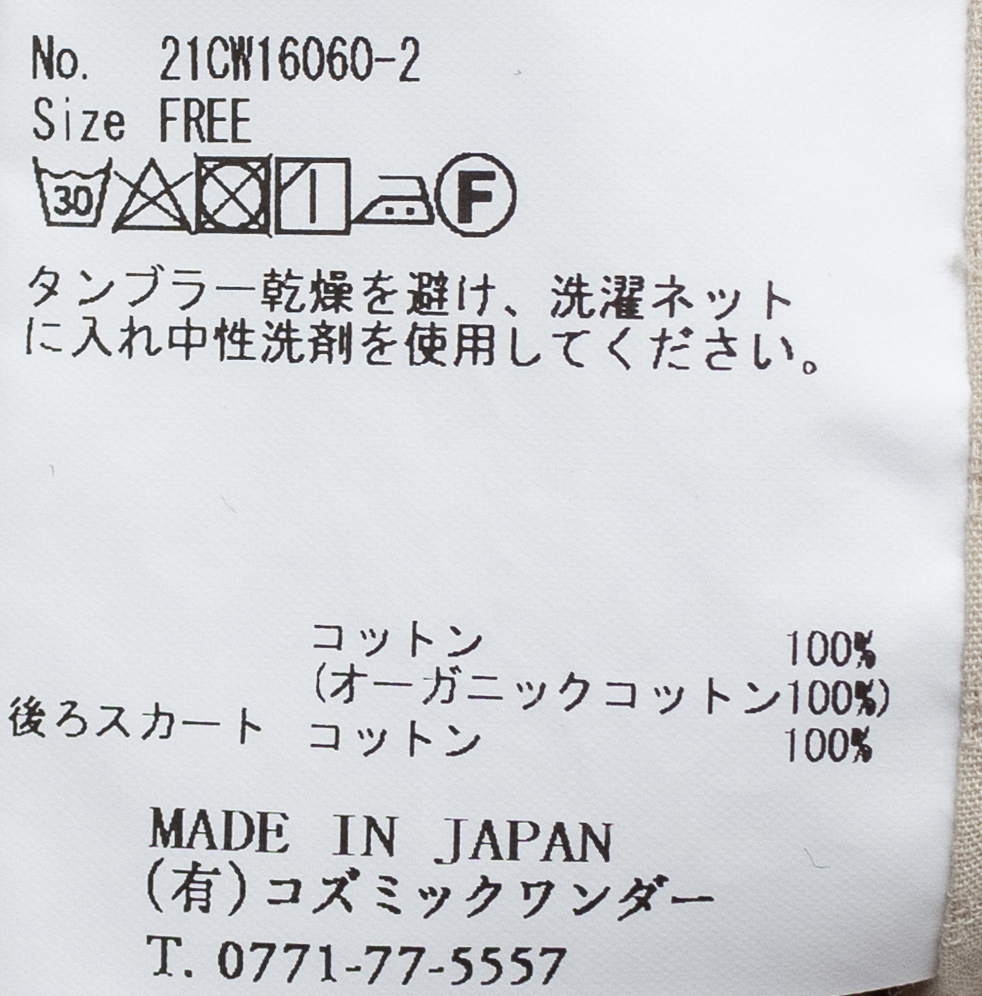 No. 21CW16060-2
Size FREE
30 F
タンブラー乾燥を避け、洗濯ネット
に入れ中性洗剤を使用してください。
コットン 100%
(オーガニックコットン100%)
後ろスカート コットン 100%
MADE IN JAPAN
(有)コズミックワンダー
T. 0771-77-5557